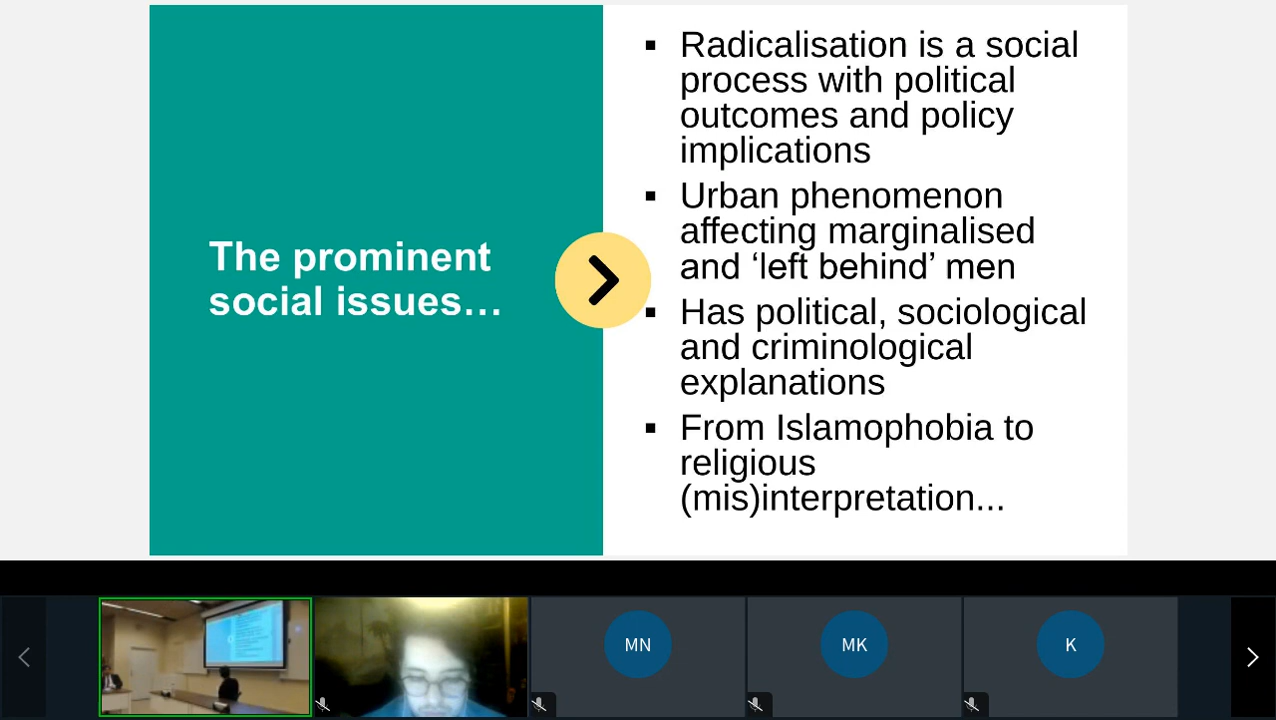 The prominent
social issues…
▪ Radicalisation is a social
process with political
outcomes and policy
implications
▪ Urban phenomenon
affecting marginalised
and ‘left behind’ men
▪ Has political, sociological
and criminological
explanations
▪ From Islamophobia to
religious
(mis)interpretation...
MN
MK
K